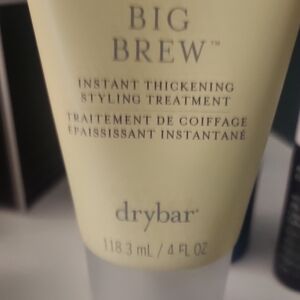 BIG
BREW™
INSTANT THICKENING
STYLING TREATMENT
TRAITEMENT DE COIFFAGE
ÉPAISSISSANT INSTANTANÉ
drybar®
118.3 mL / 4 FL OZ